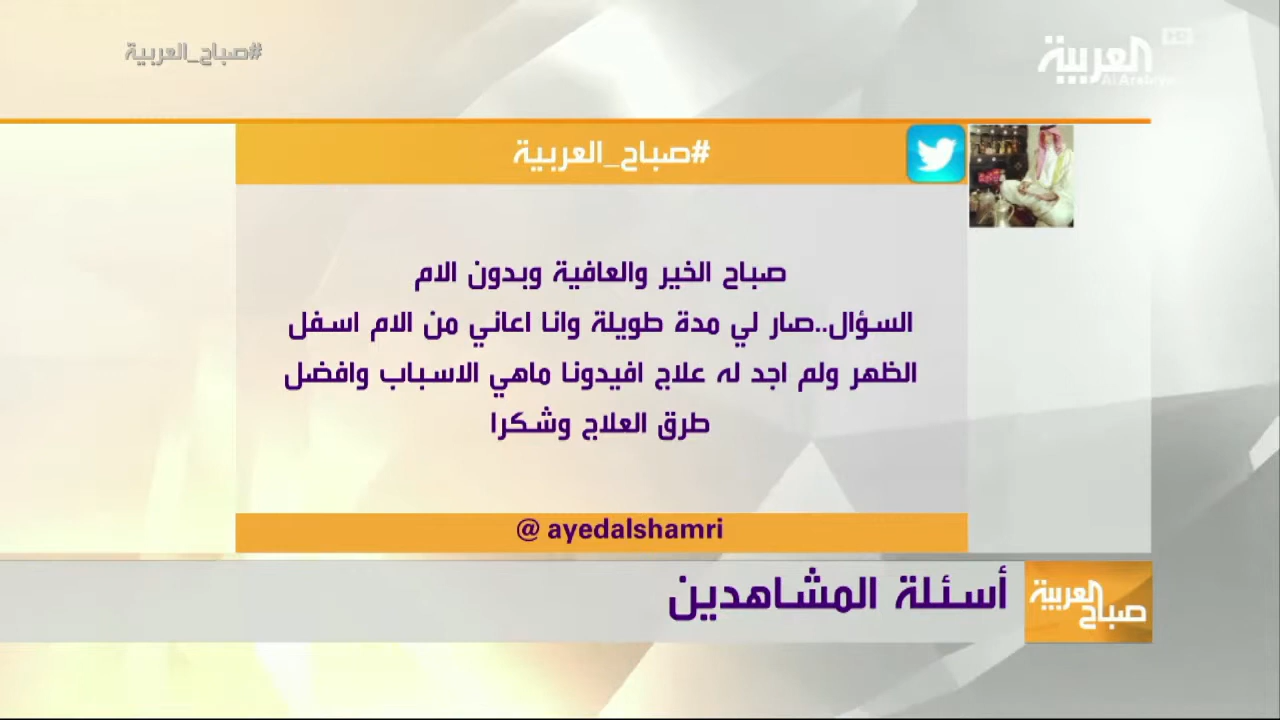 #صباح_العربية
العربية HD
Al Arabiya
#صباح_العربية
صباح الخير والعافية وبدون الام
السؤال..صار لي مدة طويلة وانا اعاني من الام اسفل
الظهر ولم اجد له علاج افيدونا ماهي الاسباب وافضل
طرق العلاج وشكرا
@ ayedalshamri
أسئلة المشاهدين
صباح العربية